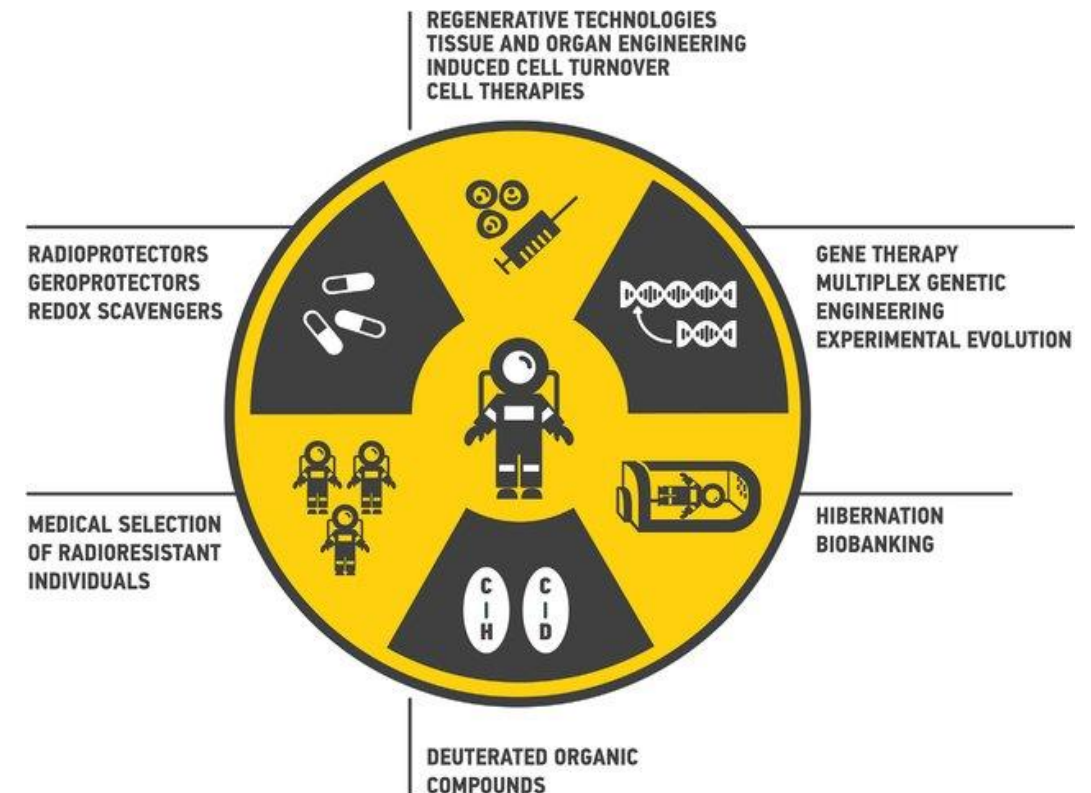 REGENERATIVE TECHNOLOGIES
TISSUE AND ORGAN ENGINEERING
INDUCED CELL TURNOVER
CELL THERAPIES
RADIOPROTECTORS
GEROPROTECTORS
REDOX SCAVENGERS
GENE THERAPY
MULTIPLEX GENETIC
ENGINEERING
EXPERIMENTAL EVOLUTION
MEDICAL SELECTION
OF RADIORESISTANT
INDIVIDUALS
HIBERNATION
BIOBANKING
C C
H D
DEUTERATED ORGANIC
COMPOUNDS